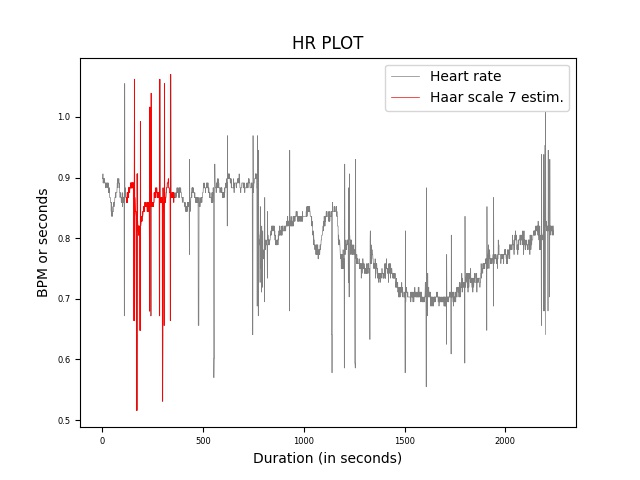 HR PLOT
Heart rate
Haar scale 7 estim.
BPM or seconds
1.0
0.9
0.8
0.7
0.6
0.5
0
500
1000
1500
2000
Duration (in seconds)